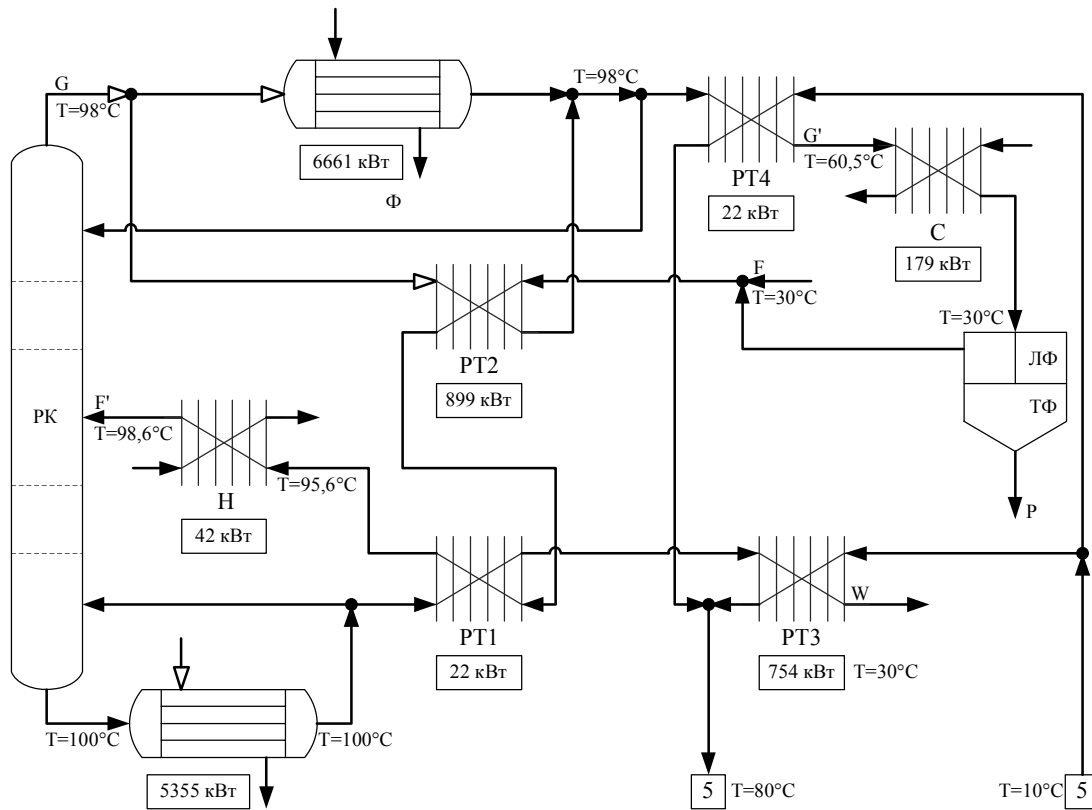 G
T=98°C
T=98°C
6661 кВт
Ф
G'
T=60,5°C
РТ4
22 кВт
С
179 кВт
F
T=30°C
T=30°C
ЛФ
ТФ
РТ2
899 кВт
РК
F'
T=98,6°C
T=95,6°C
Н
42 кВт
P
W
РТ1
22 кВт
РТ3
754 кВт
T=30°C
T=100°C
T=100°C
5355 кВт
5
T=80°C
T=10°C
5